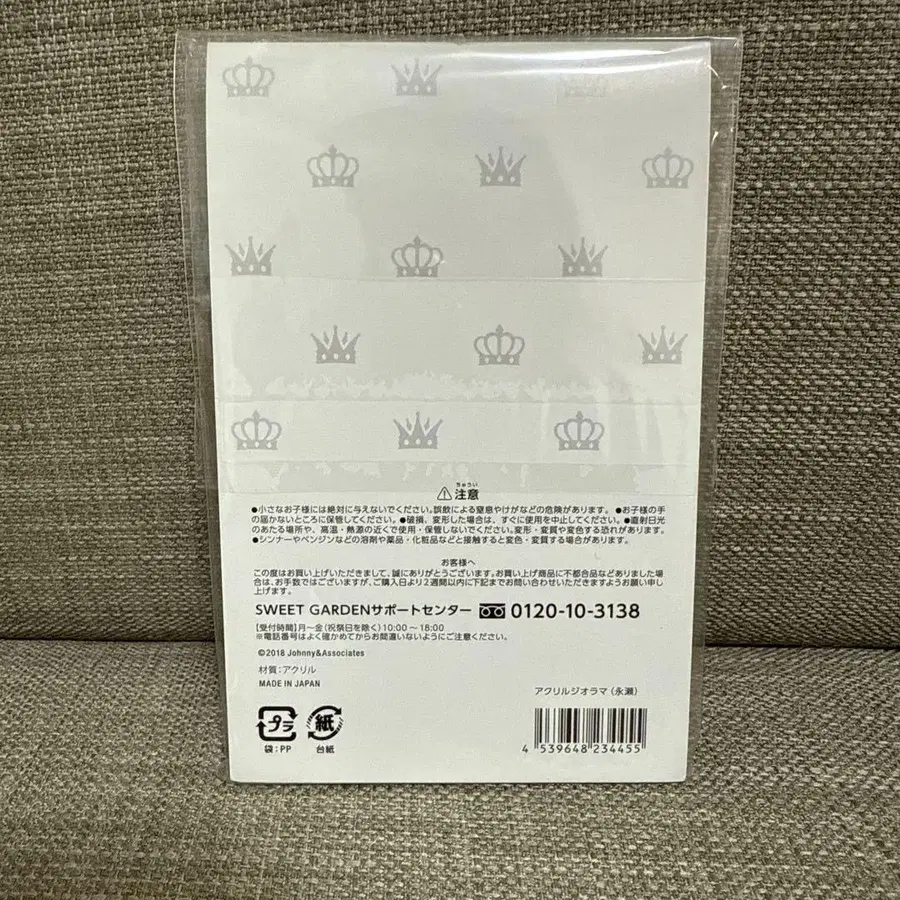 ちゅうい
⚠注意
●小さなお子様には絶対に与えないでください。誤飲による窒息やけがなどの危険があります。 ●お子様の手
の届かないところに保管してください。 ●破損、変形した場合は、すぐに使用を中止してください。 ●直射日光
のあたる場所や、高温・熱源の近くで使用・保管しないでください。変形・変質や変色する恐れがあります。
●シンナーやベンジンなどの溶剤や薬品・化粧品などと接触すると変色・変質する場合があります。
お客様へ
この度はお買い上げいただきまして、誠にありがとうございます。お買い上げ商品に不都合品などありました場
合は、お手数ではございますが、ご購入日より2週間以内に下記までお問い合わせいただきますようお願い申
し上げます。
SWEET GARDENサポートセンター 0120-10-3138
【受付時間】月~金(祝祭日を除く)10:00~18:00
※電話番号はよく確かめてからお間違いないようにご注意ください。
©2018 Johnny&Associates
材質:アクリル
MADE IN JAPAN
アクリルジオラマ(永瀬)
プラ 紙
袋:PP 台紙
4 539648 234455